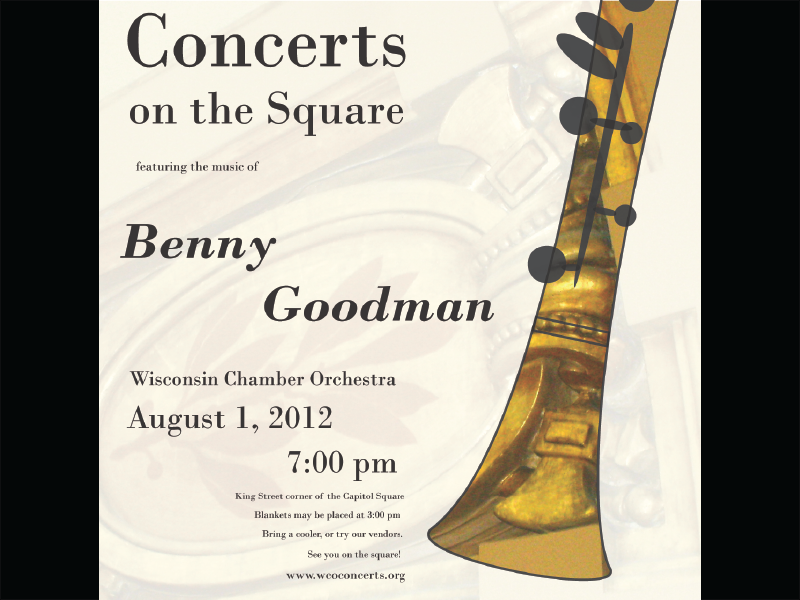 Concerts
on the Square
featuring the music of
Benny
Goodman
Wisconsin Chamber Orchestra
August 1, 2012
7:00 pm
King Street corner of the Capitol Square
Blankets may be placed at 3:00 pm
Bring a cooler, or try our vendors.
See you on the square!
www.wcoconcerts.org